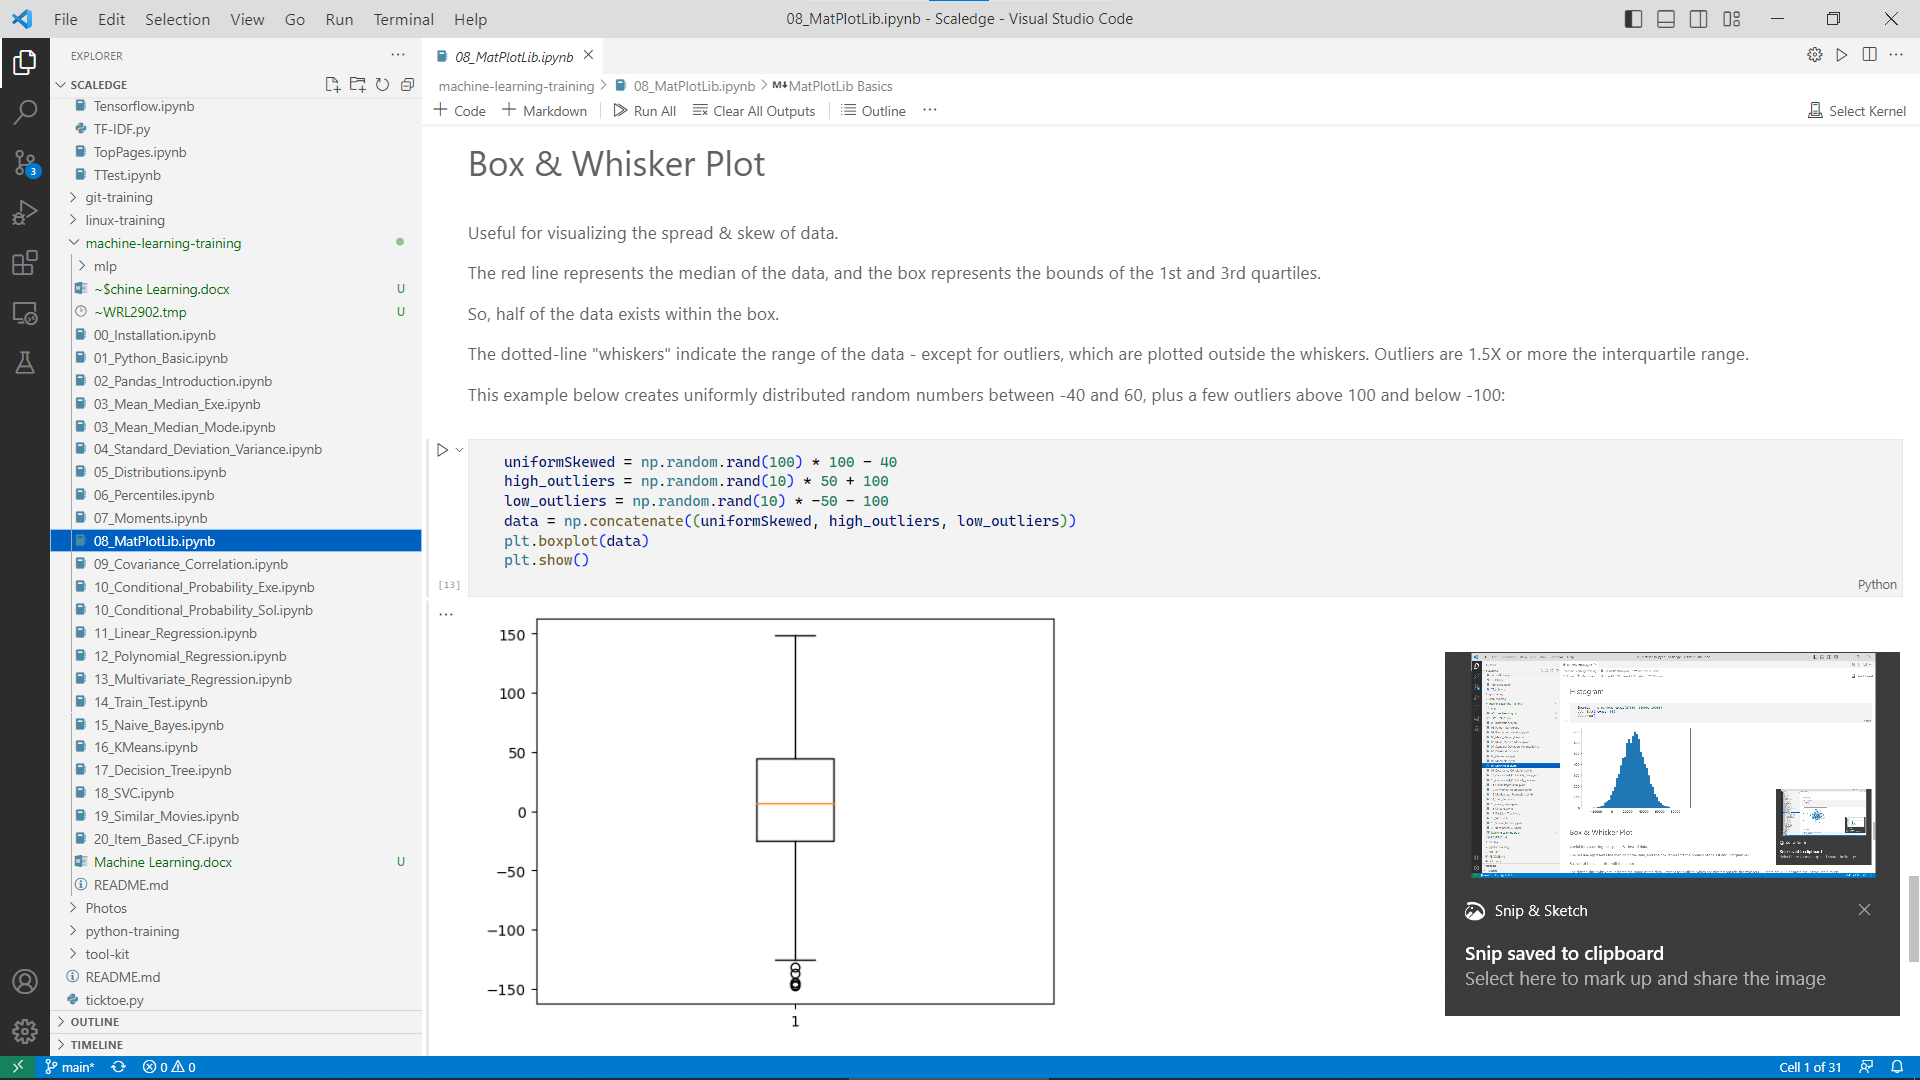 File Edit Selection View Go Run Terminal Help
08_MatPlotLib.ipynb - Scaledge - Visual Studio Code
EXPLORER
SCALEDGE
Tensorflow.ipynb
TF-IDF.py
TopPages.ipynb
TTest.ipynb
git-training
linux-training
machine-learning-training
mlp
~$chine Learning.docx U
~WRL2902.tmp U
00_Installation.ipynb
01_Python_Basic.ipynb
02_Pandas_Introduction.ipynb
03_Mean_Median_Exe.ipynb
03_Mean_Median_Mode.ipynb
04_Standard_Deviation_Variance.ipynb
05_Distributions.ipynb
06_Percentiles.ipynb
07_Moments.ipynb
08_MatPlotLib.ipynb
09_Covariance_Correlation.ipynb
10_Conditional_Probability_Exe.ipynb
10_Conditional_Probability_Sol.ipynb
11_Linear_Regression.ipynb
12_Polynomial_Regression.ipynb
13_Multivariate_Regression.ipynb
14_Train_Test.ipynb
15_Naive_Bayes.ipynb
16_KMeans.ipynb
17_Decision_Tree.ipynb
18_SVC.ipynb
19_Similar_Movies.ipynb
20_Item_Based_CF.ipynb
Machine Learning.docx U
README.md
Photos
python-training
tool-kit
README.md
ticktoe.py
OUTLINE
TIMELINE
3
08_MatPlotLib.ipynb
machine-learning-training > 08_MatPlotLib.ipynb > M↓MatPlotLib Basics
+ Code + Markdown Run All Clear All Outputs Outline ... Select Kernel
Box & Whisker Plot
Useful for visualizing the spread & skew of data.
The red line represents the median of the data, and the box represents the bounds of the 1st and 3rd quartiles.
So, half of the data exists within the box.
The dotted-line "whiskers" indicate the range of the data - except for outliers, which are plotted outside the whiskers. Outliers are 1.5X or more the interquartile range.
This example below creates uniformly distributed random numbers between -40 and 60, plus a few outliers above 100 and below -100:
uniformSkewed = np.random.rand(100) * 100 - 40
high_outliers = np.random.rand(10) * 50 + 100
low_outliers = np.random.rand(10) * -50 - 100
data = np.concatenate((uniformSkewed, high_outliers, low_outliers))
plt.boxplot(data)
plt.show()
[13]
Python
150
100
50
0
−50
−100
−150
1
Histogram
Box & Whisker Plot
Snip & Sketch
Snip saved to clipboard
Select here to mark up and share the image
main* 0 0 Cell 1 of 31